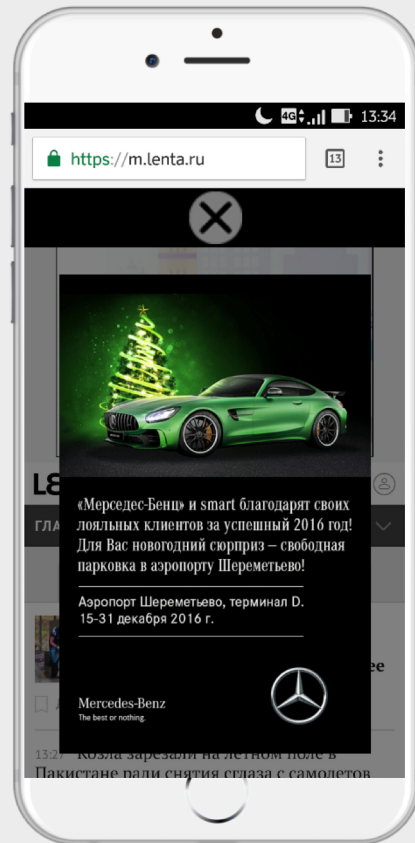 4G 13:34
https://m.lenta.ru 13
«Мерседес-Бенц» и smart благодарят своих
лояльных клиентов за успешный 2016 год!
Для Вас новогодний сюрприз – свободная
парковка в аэропорту Шереметьево!
Аэропорт Шереметьево, терминал D.
15-31 декабря 2016 г.
Mercedes-Benz
The best or nothing.
13:27 Козла зарезали на летном поле в
Пакистане ради снятия сглаза с самолетов